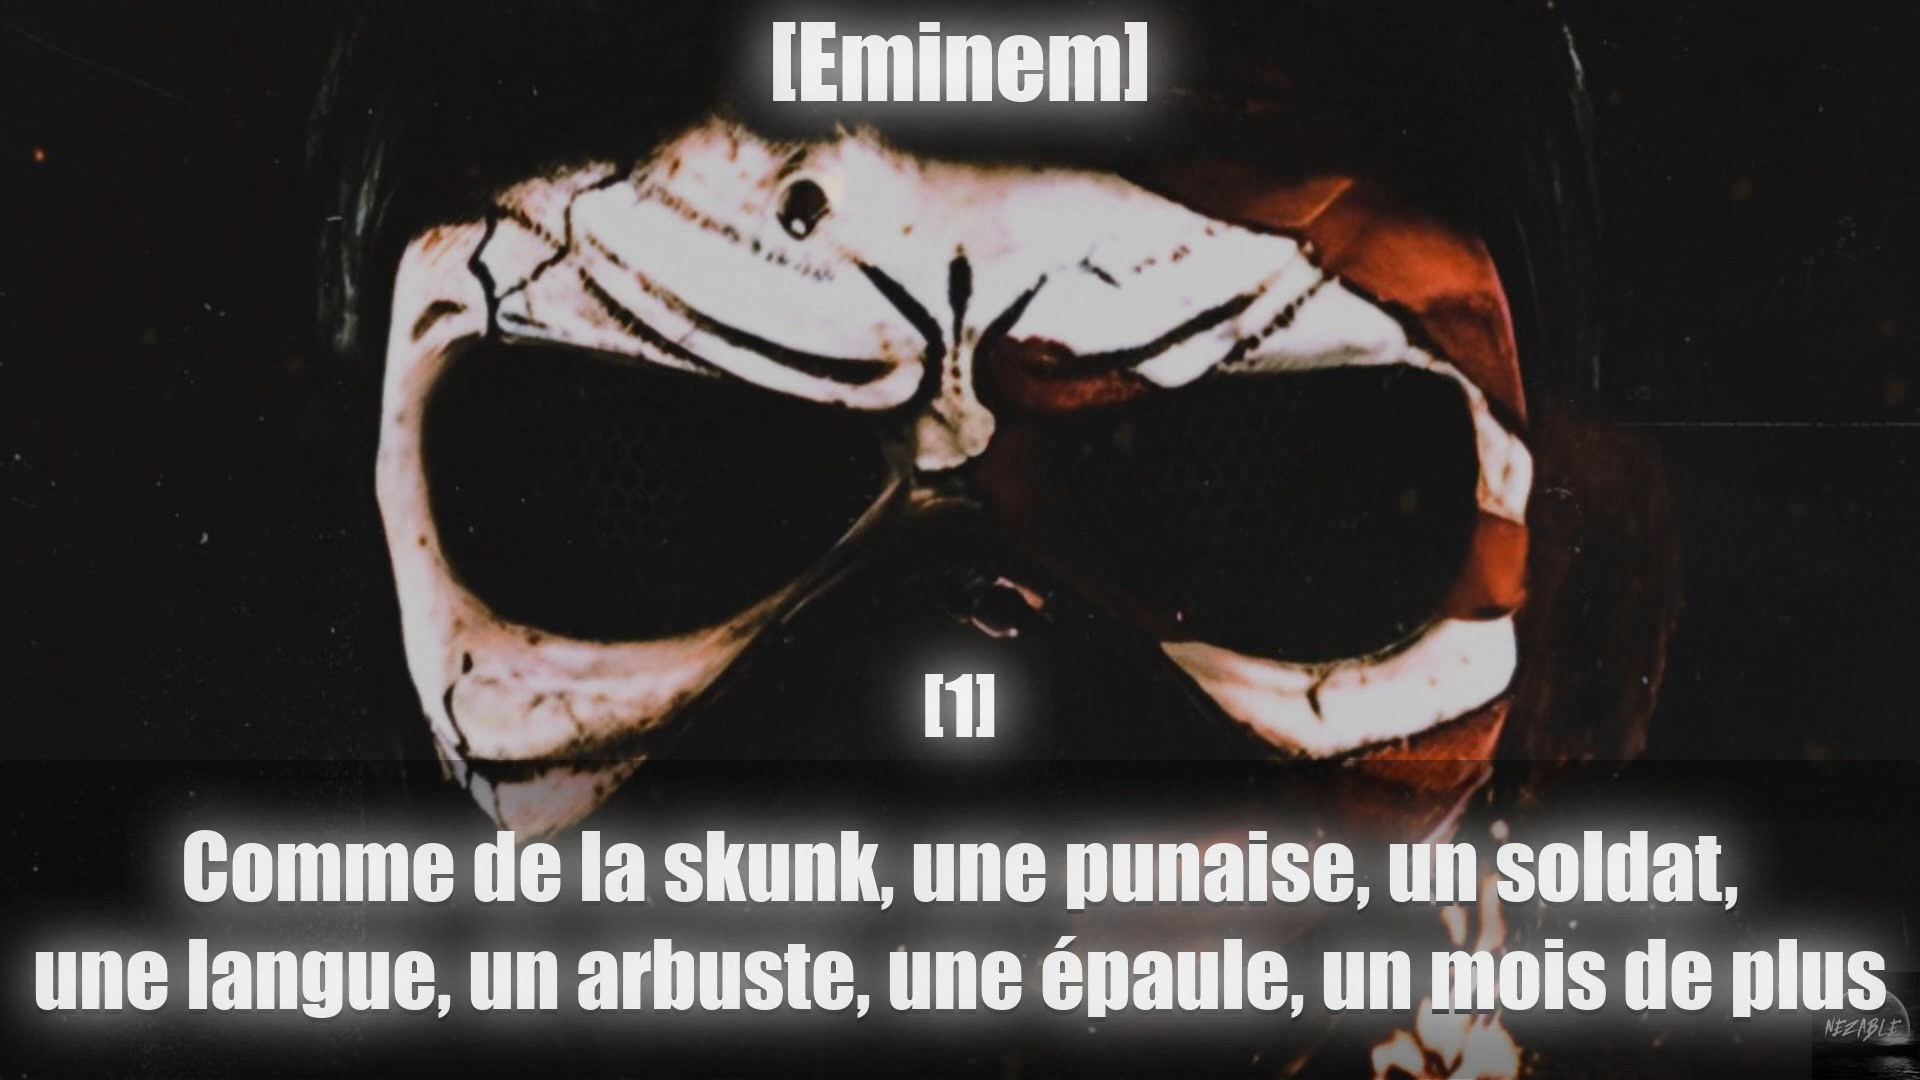 [Eminem]
[1]
Comme de la skunk, une punaise, un soldat,
une langue, un arbuste, une épaule, un mois de plus
NEZABLE